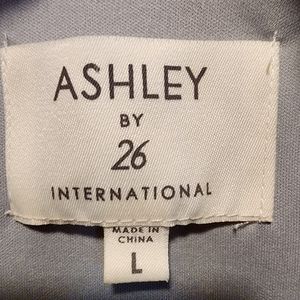 ASHLEY
BY
26
INTERNATIONAL
MADE IN
CHINA
L